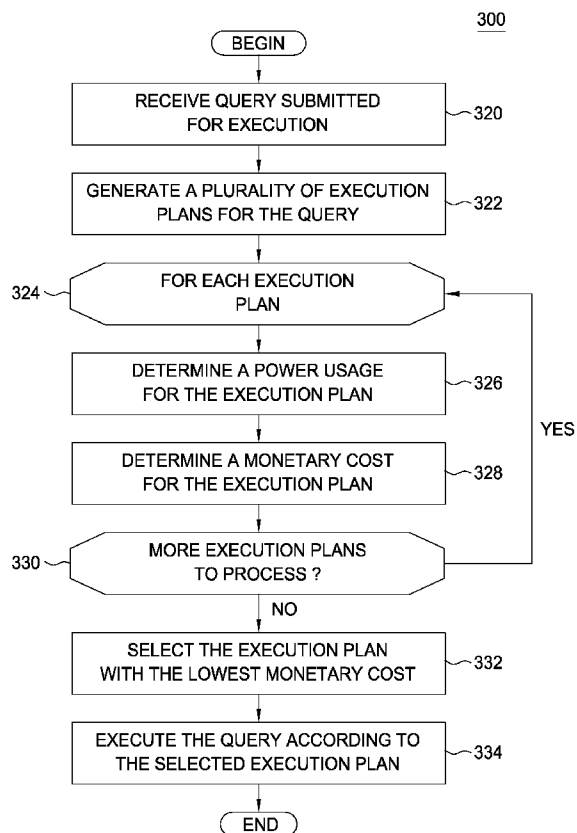 300
BEGIN
RECEIVE QUERY SUBMITTED
FOR EXECUTION
320
GENERATE A PLURALITY OF EXECUTION
PLANS FOR THE QUERY
322
324
FOR EACH EXECUTION
PLAN
DETERMINE A POWER USAGE
FOR THE EXECUTION PLAN
326
YES
DETERMINE A MONETARY COST
FOR THE EXECUTION PLAN
328
330
MORE EXECUTION PLANS
TO PROCESS ?
NO
SELECT THE EXECUTION PLAN
WITH THE LOWEST MONETARY COST
332
EXECUTE THE QUERY ACCORDING TO
THE SELECTED EXECUTION PLAN
334
END